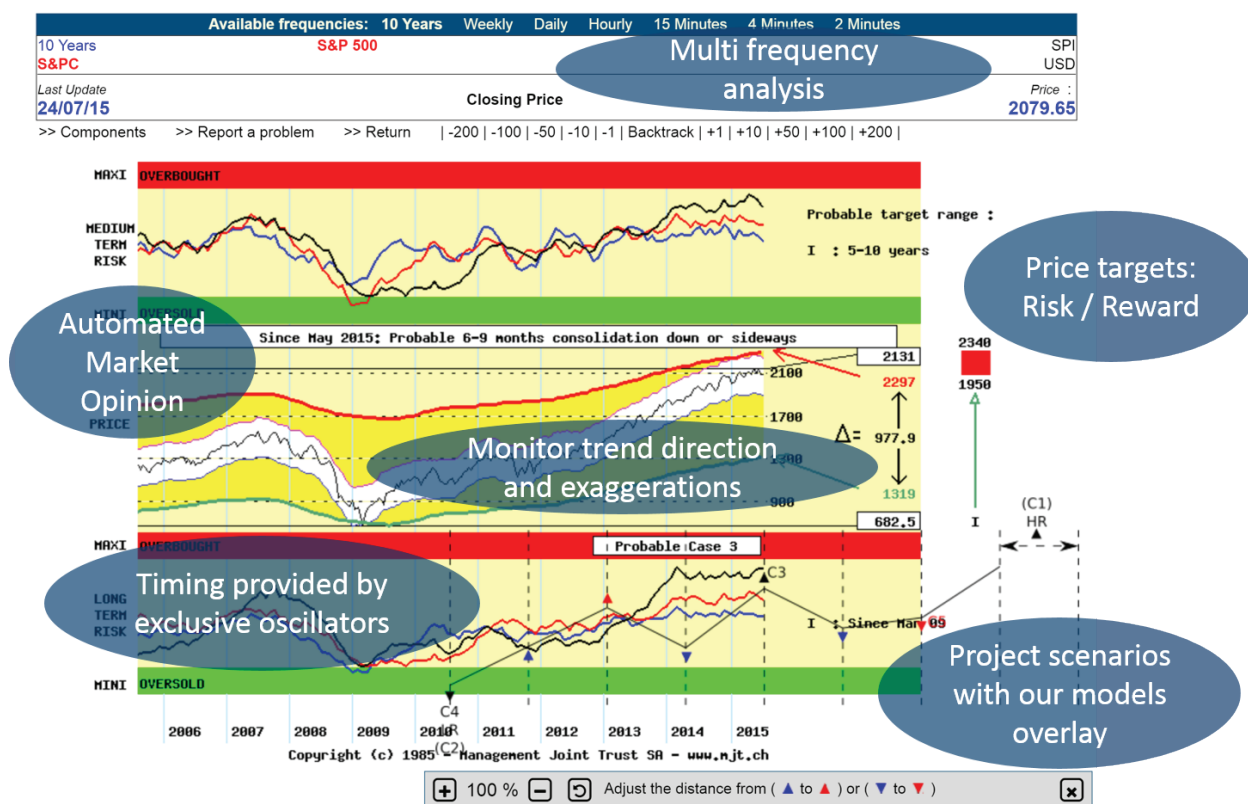 Available frequencies: 10 Years Weekly Daily Hourly 15 Minutes 4 Minutes 2 Minutes
10 Years S&P 500 SPI
S&PC USD
Multi frequency
analysis
Last Update Closing Price Price :
24/07/15 2079.65
>> Components >> Report a problem >> Return | -200 | -100 | -50 | -10 | -1 | Backtrack | +1 | +10 | +50 | +100 | +200 |
MAXI OVERBOUGHT
MEDIUM
TERM
RISK
Probable target range :
I : 5-10 years
Price targets:
Risk / Reward
MINI OVERSOLD
Automated
Market
Opinion
Since May 2015: Probable 6-9 months consolidation down or sideways
2131
2100
2340
1950
2297
1700
PRICE
Δ= 977.9
1300
Monitor trend direction
and exaggerations
1319
900
682.5
I
(C1)
HR
MAXI OVERBOUGHT
Probable Case 3
C3
Timing provided by
exclusive oscillators
LONG
TERM
RISK
I : Since Mar 09
Project scenarios
with our models
overlay
MINI OVERSOLD
C4
LR
(C2)
2006 2007 2008 2009 2010 2011 2012 2013 2014 2015
Copyright (c) 1985 - Management Joint Trust SA - www.mjt.ch
+ 100 % − Adjust the distance from ( ▲ to ▲ ) or ( ▼ to ▼ ) x